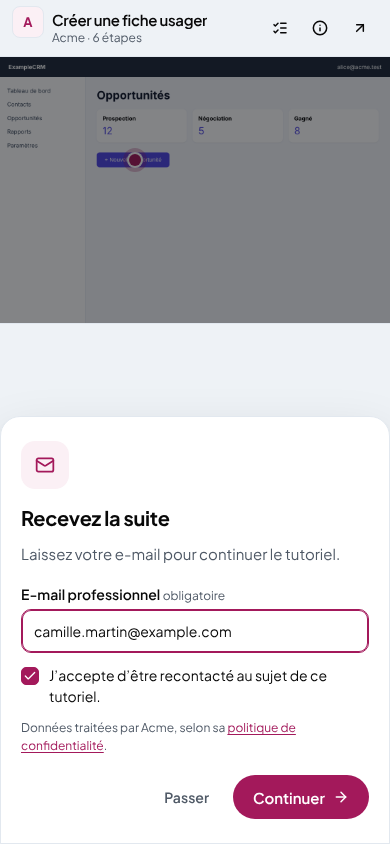 A
Créer une fiche usager
Acme · 6 étapes
ExampleCRM
alice@acme.test
Tableau de bord
Contacts
Opportunités
Rapports
Paramètres
Opportunités
Prospection
Négociation
Gagné
12
5
8
Recevez la suite
Laissez votre e-mail pour continuer le tutoriel.
E-mail professionnel obligatoire
camille.martin@example.com
J’accepte d’être recontacté au sujet de ce
tutoriel.
Données traitées par Acme, selon sa politique de
confidentialité.
Passer
Continuer